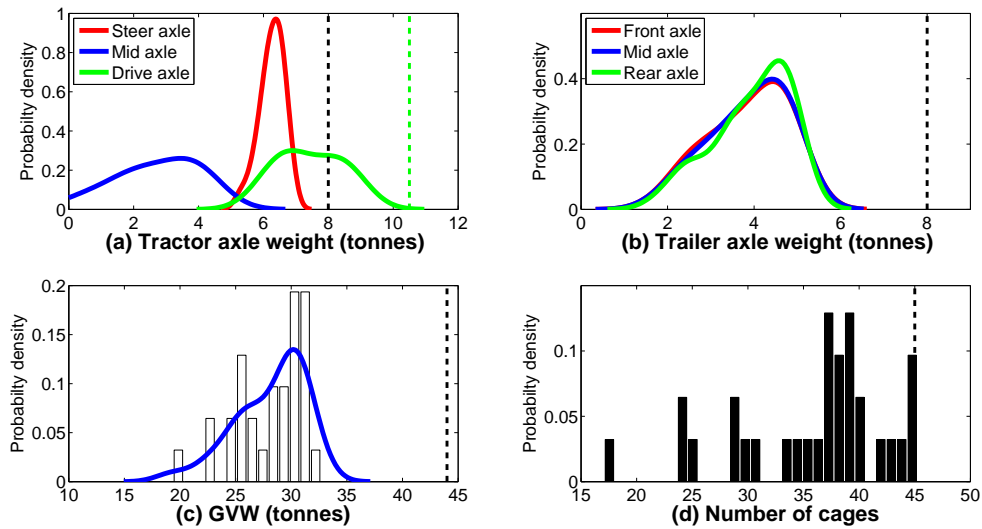 Probabilty density
1
0.8
0.6
0.4
0.2
0
Steer axle
Mid axle
Drive axle
0 2 4 6 8 10 12
(a) Tractor axle weight (tonnes)
Probabilty density
0.4
0.2
0
Front axle
Mid axle
Rear axle
0 2 4 6 8
(b) Trailer axle weight (tonnes)
Probabilty density
0.2
0.15
0.1
0.05
0
10 15 20 25 30 35 40 45
(c) GVW (tonnes)
Probabilty density
0.1
0.05
0
15 20 25 30 35 40 45 50
(d) Number of cages